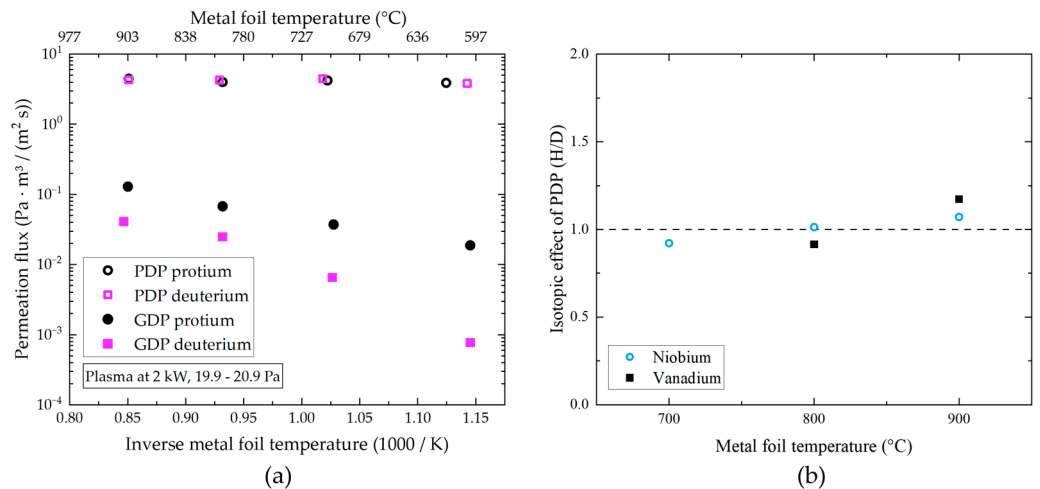 Metal foil temperature (°C)
977 903 838 780 727 679 636 597
10¹
10⁰
10⁻¹
10⁻²
10⁻³
10⁻⁴
Permeation flux (Pa · m³ / (m² s))
PDP protium
PDP deuterium
GDP protium
GDP deuterium
Plasma at 2 kW, 19.9 - 20.9 Pa
0.80 0.85 0.90 0.95 1.00 1.05 1.10 1.15
Inverse metal foil temperature (1000 / K)
(a)
2.0
1.5
1.0
0.5
0.0
Isotopic effect of PDP (H/D)
Niobium
Vanadium
700 800 900
Metal foil temperature (°C)
(b)